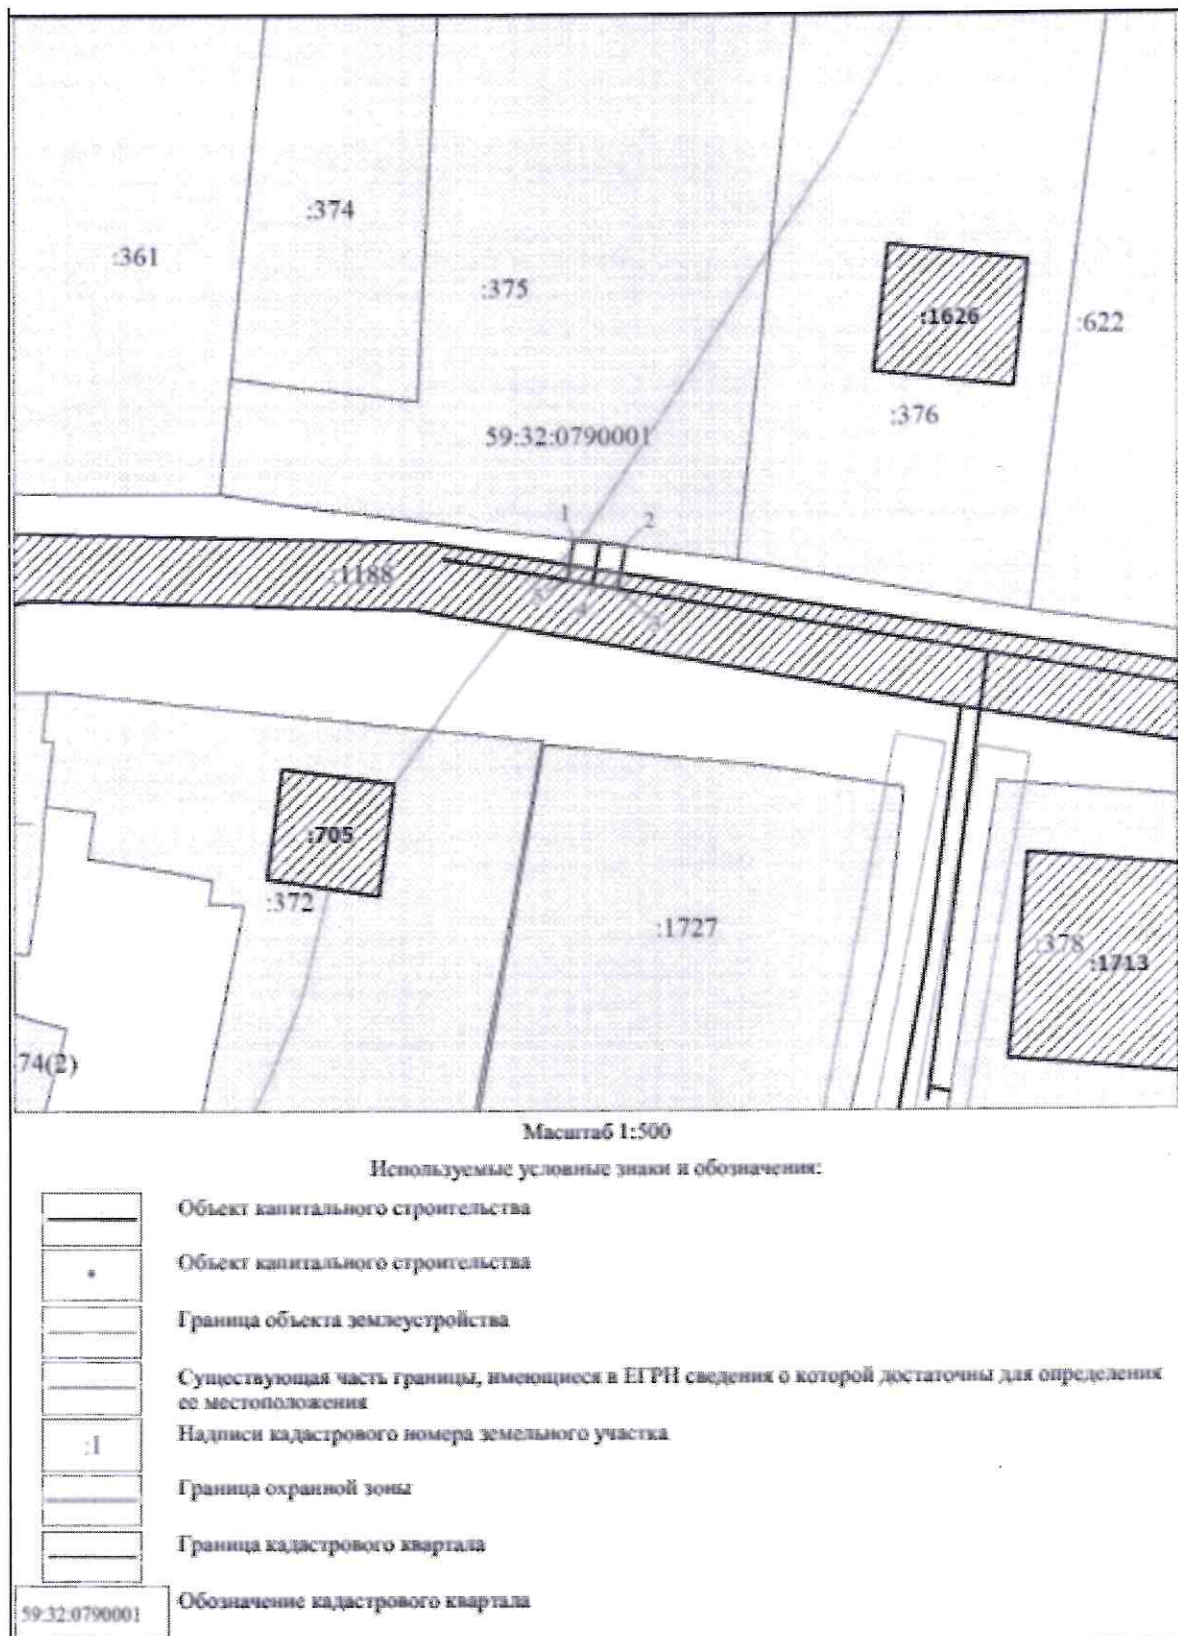 :374
:361
:375
:1626
:622
:376
59:32:0790001
1
2
:1188
5
4
3
:705
:372
:1727
:378
:1713
74(2)
Масштаб 1:500
Используемые условные знаки и обозначения:
Объект капитального строительства
Объект капитального строительства
Граница объекта землеустройства
Существующая часть границы, имеющиеся в ЕГРН сведения о которой достаточны для определения
ее местоположения
:1
Надписи кадастрового номера земельного участка
Граница охранной зоны
Граница кадастрового квартала
59:32:0790001
Обозначение кадастрового квартала